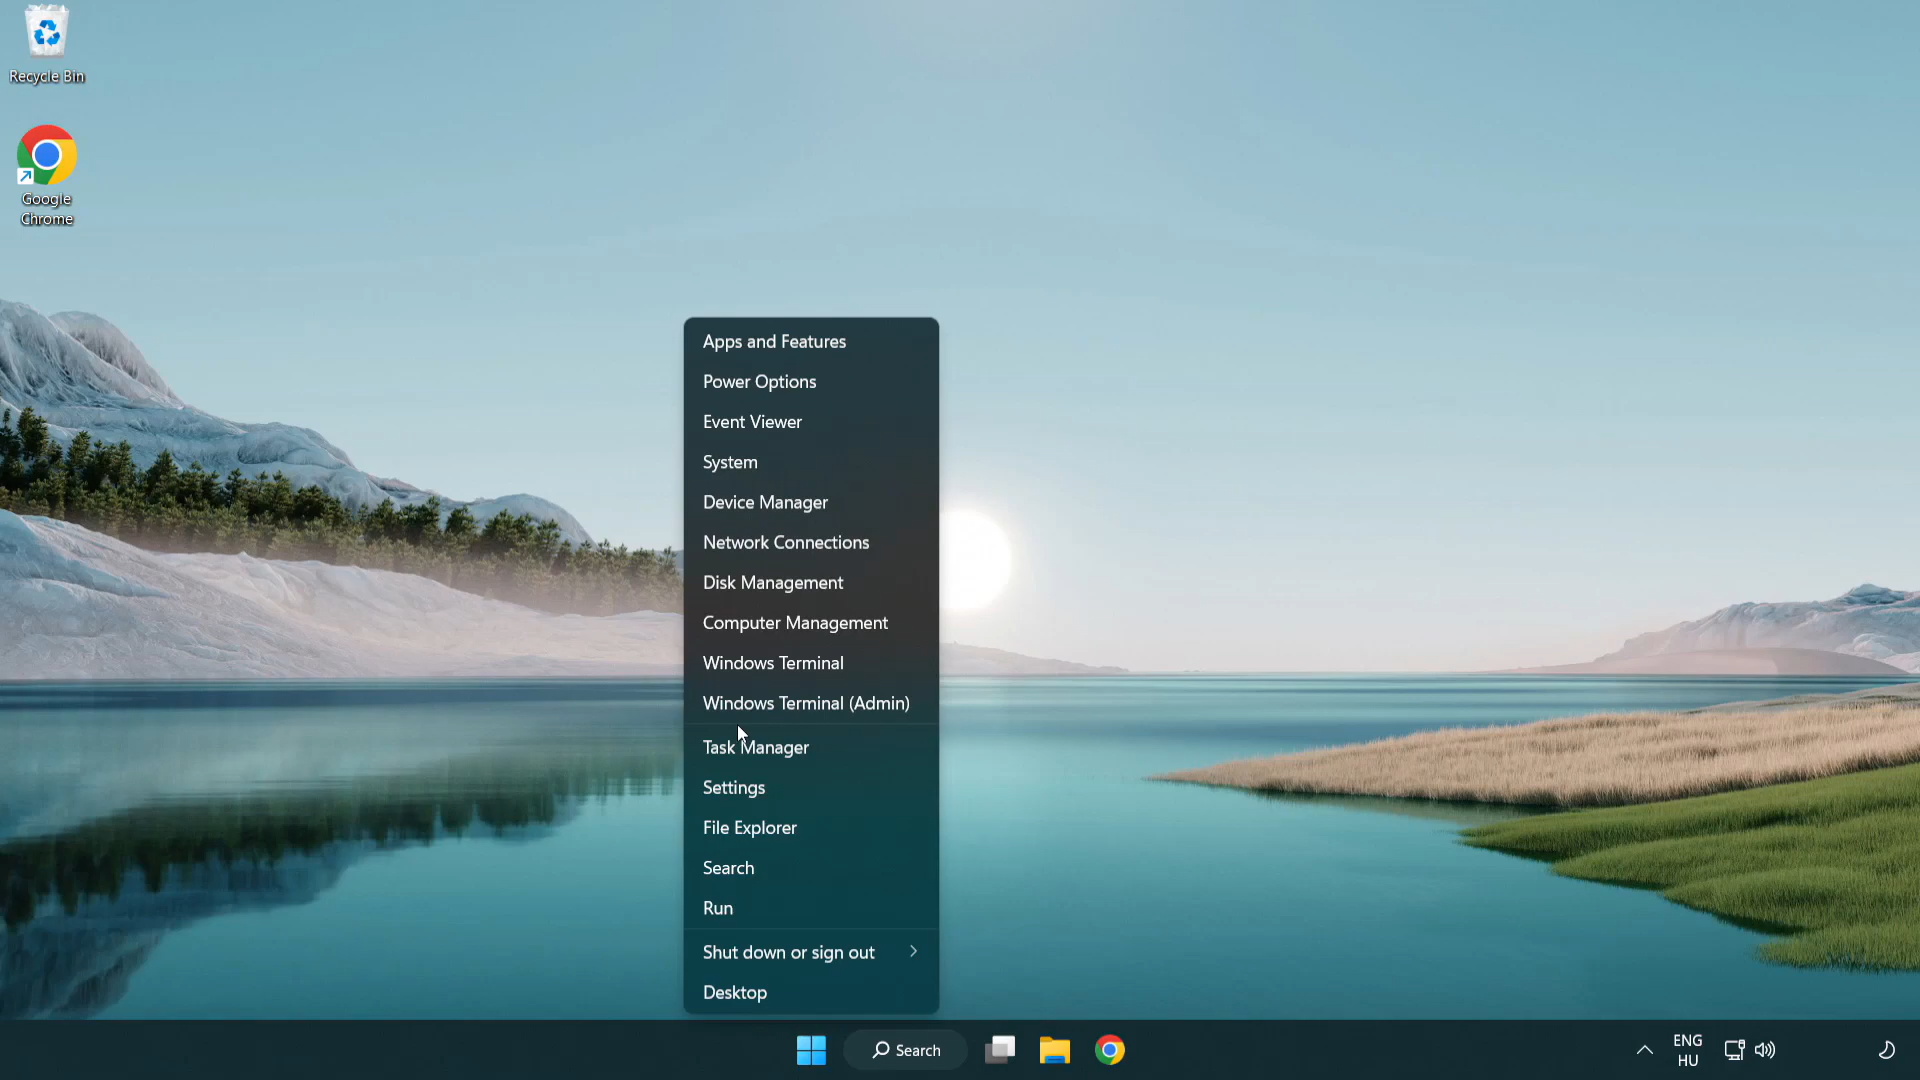 Recycle Bin
Google
Chrome
Apps and Features
Power Options
Event Viewer
System
Device Manager
Network Connections
Disk Management
Computer Management
Windows Terminal
Windows Terminal (Admin)
Task Manager
Settings
File Explorer
Search
Run
Shut down or sign out
Desktop
Search
ENG
HU